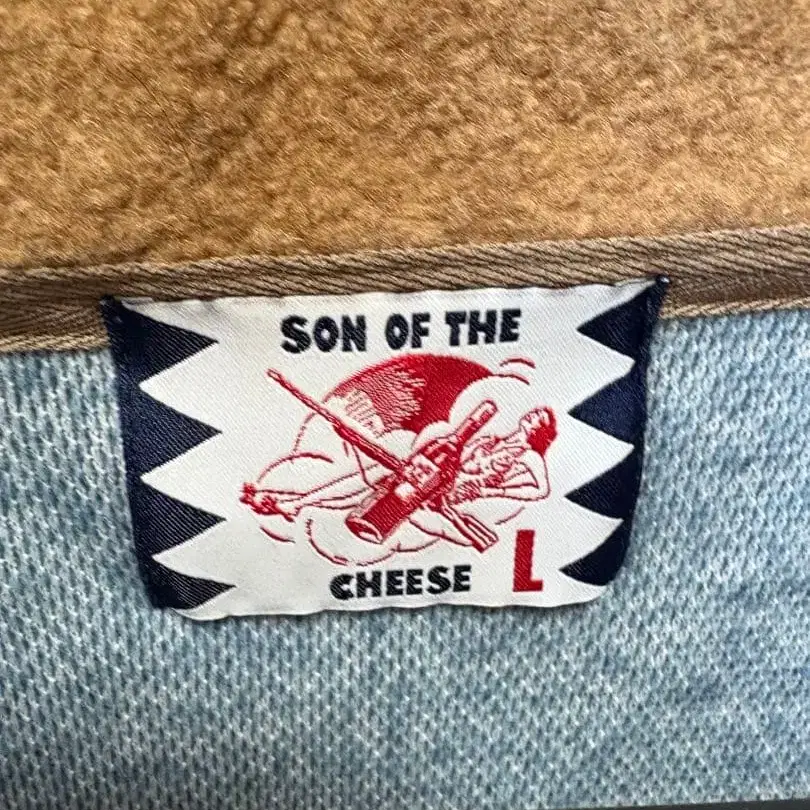 SON OF THE
CHEESE
L